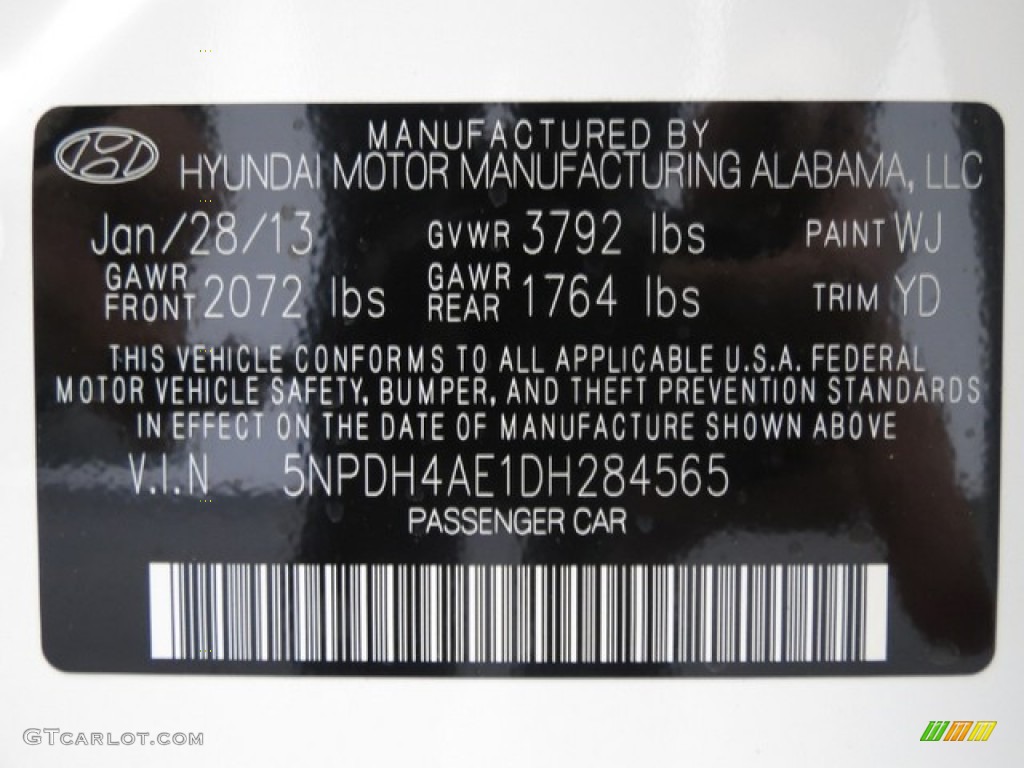 MANUFACTURED BY
HYUNDAI MOTOR MANUFACTURING ALABAMA, LLC
Jan/28/13 GVWR 3792 lbs PAINT WJ
GAWR FRONT 2072 lbs GAWR REAR 1764 lbs TRIM YD
THIS VEHICLE CONFORMS TO ALL APPLICABLE U.S.A. FEDERAL
MOTOR VEHICLE SAFETY, BUMPER, AND THEFT PREVENTION STANDARDS
IN EFFECT ON THE DATE OF MANUFACTURE SHOWN ABOVE
V.I.N 5NPDH4AE1DH284565
PASSENGER CAR
GTCARLOT.COM